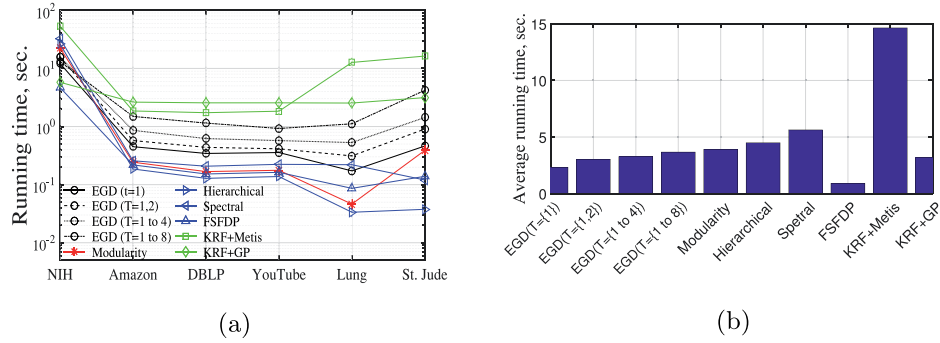 Running time, sec.
10^2
10^1
10^0
10^-1
10^-2
EGD (t=1)
EGD (T=1,2)
EGD (T=1 to 4)
EGD (T=1 to 8)
Modularity
Hierarchical
Spectral
FSFDP
KRF+Metis
KRF+GP
NIH Amazon DBLP YouTube Lung St. Jude
(a)
Average running time, sec.
15
10
5
0
EGD(T={1})
EGD(T={1,2})
EGD(T={1 to 4})
EGD(T={1 to 8})
Modularity
Hierarchical
Spetral
FSFDP
KRF+Metis
KRF+GP
(b)